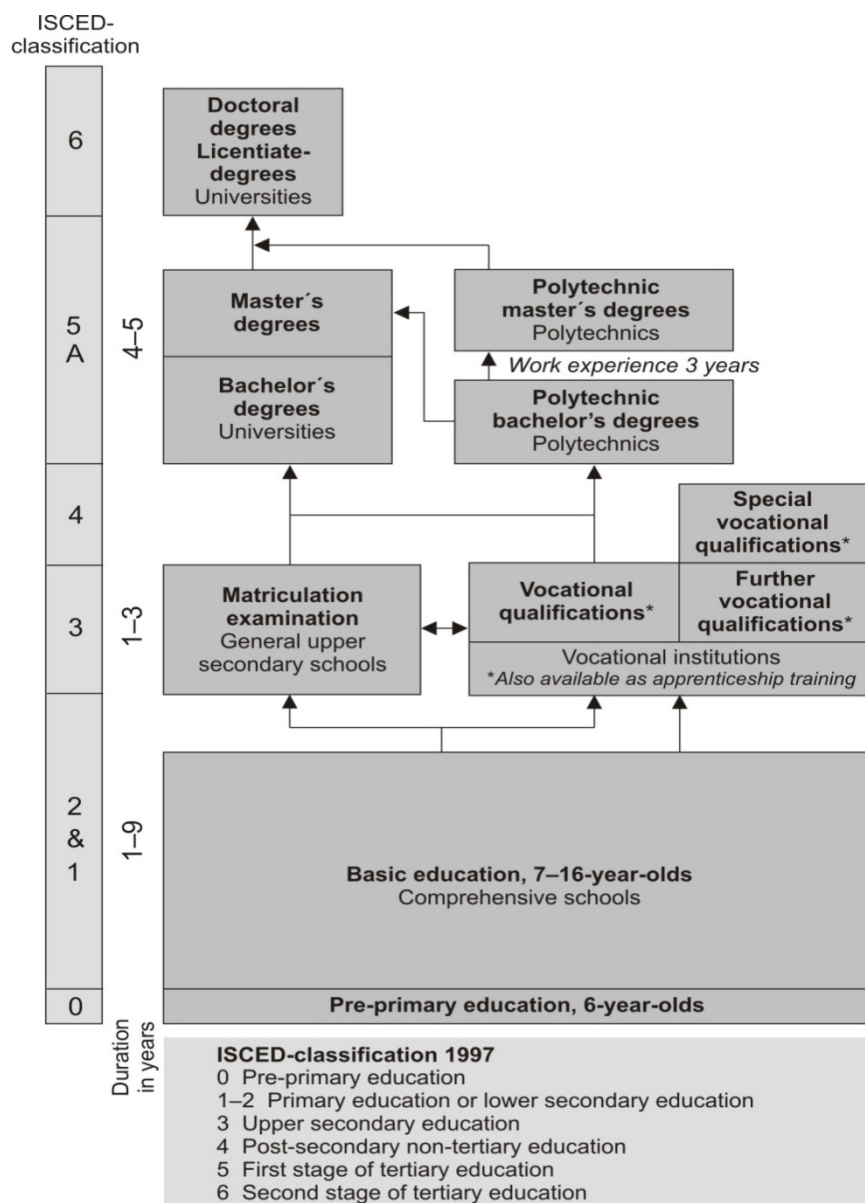 ISCED-
classification
6
Doctoral
degrees
Licentiate-
degrees
Universities
5
A
4–5
Master´s
degrees
Bachelor´s
degrees
Universities
Polytechnic
master´s degrees
Polytechnics
Work experience 3 years
Polytechnic
bachelor’s degrees
Polytechnics
4
Special
vocational
qualifications*
3
1–3
Matriculation
examination
General upper
secondary schools
Vocational
qualifications*
Further
vocational
qualifications*
Vocational institutions
*Also available as apprenticeship training
2
&
1
1–9
Basic education, 7–16-year-olds
Comprehensive schools
0
Pre-primary education, 6-year-olds
Duration
in years
ISCED-classification 1997
0 Pre-primary education
1–2 Primary education or lower secondary education
3 Upper secondary education
4 Post-secondary non-tertiary education
5 First stage of tertiary education
6 Second stage of tertiary education